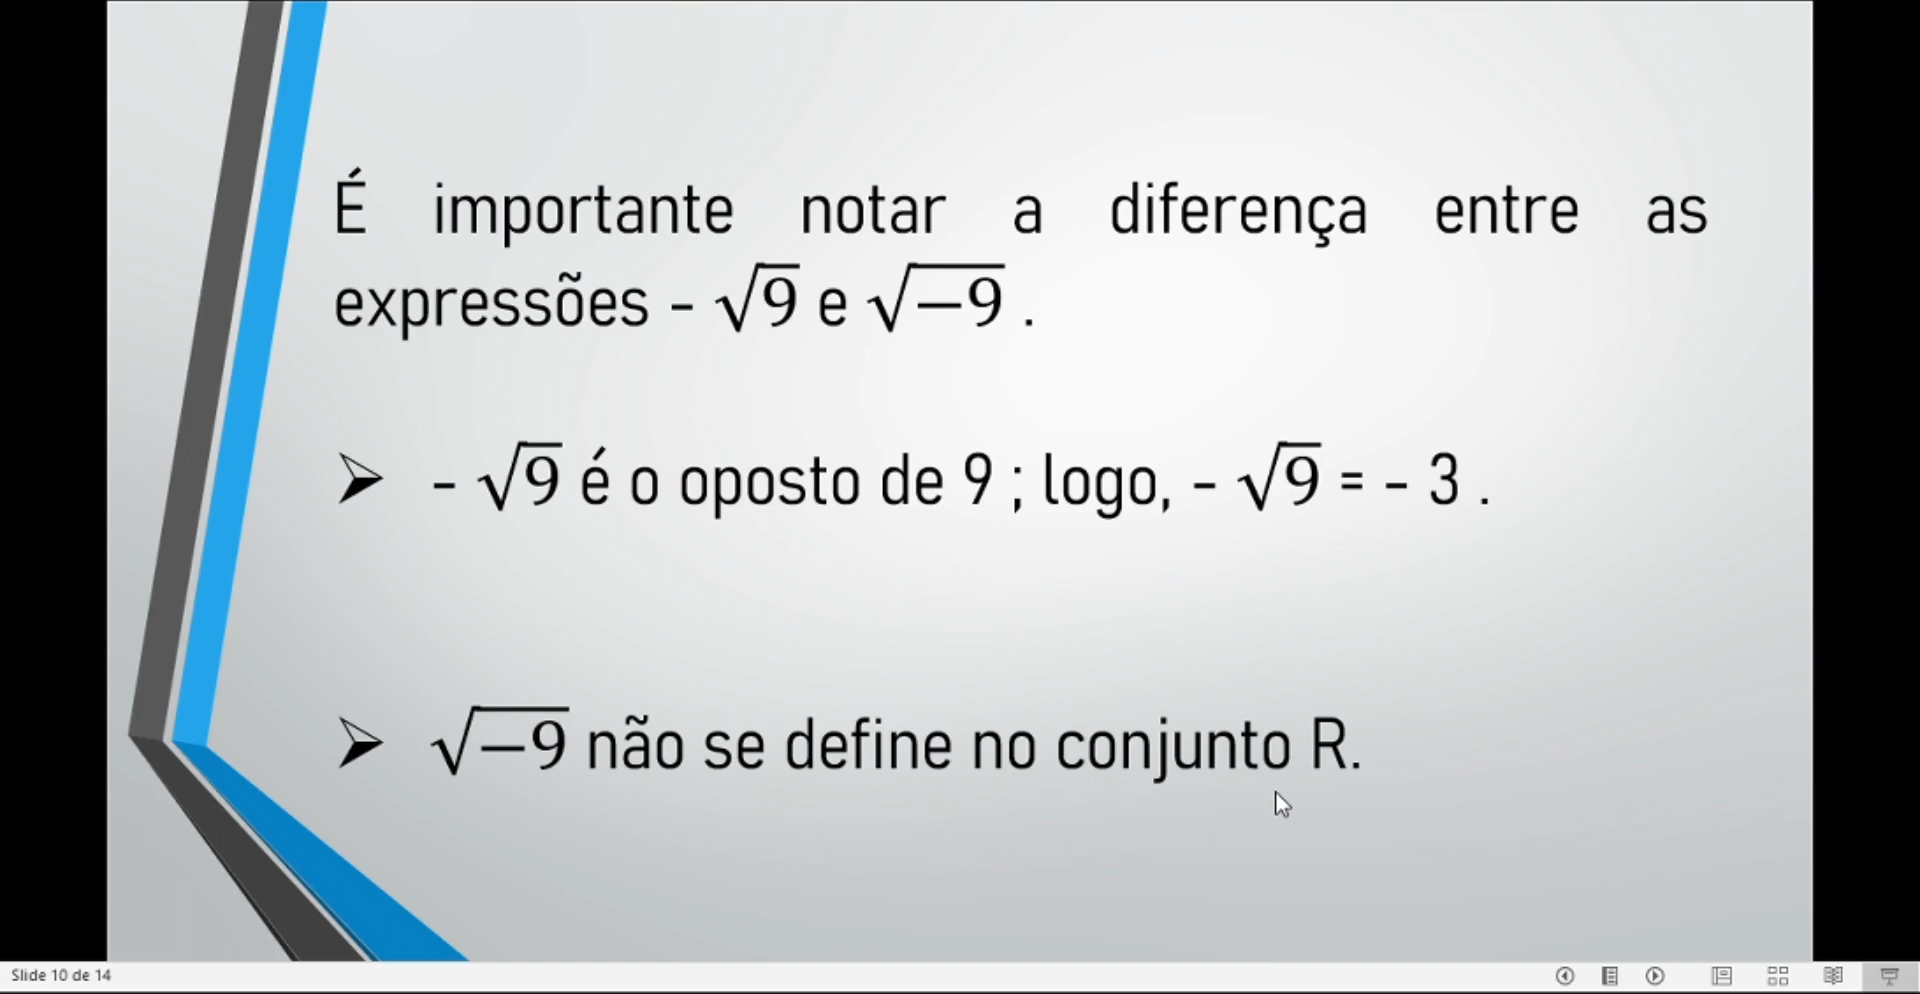 É importante notar a diferença entre as
expressões - √9 e √−9 .
- √9 é o oposto de 9 ; logo, - √9 = - 3 .
√−9 não se define no conjunto R.
Slide 10 de 14